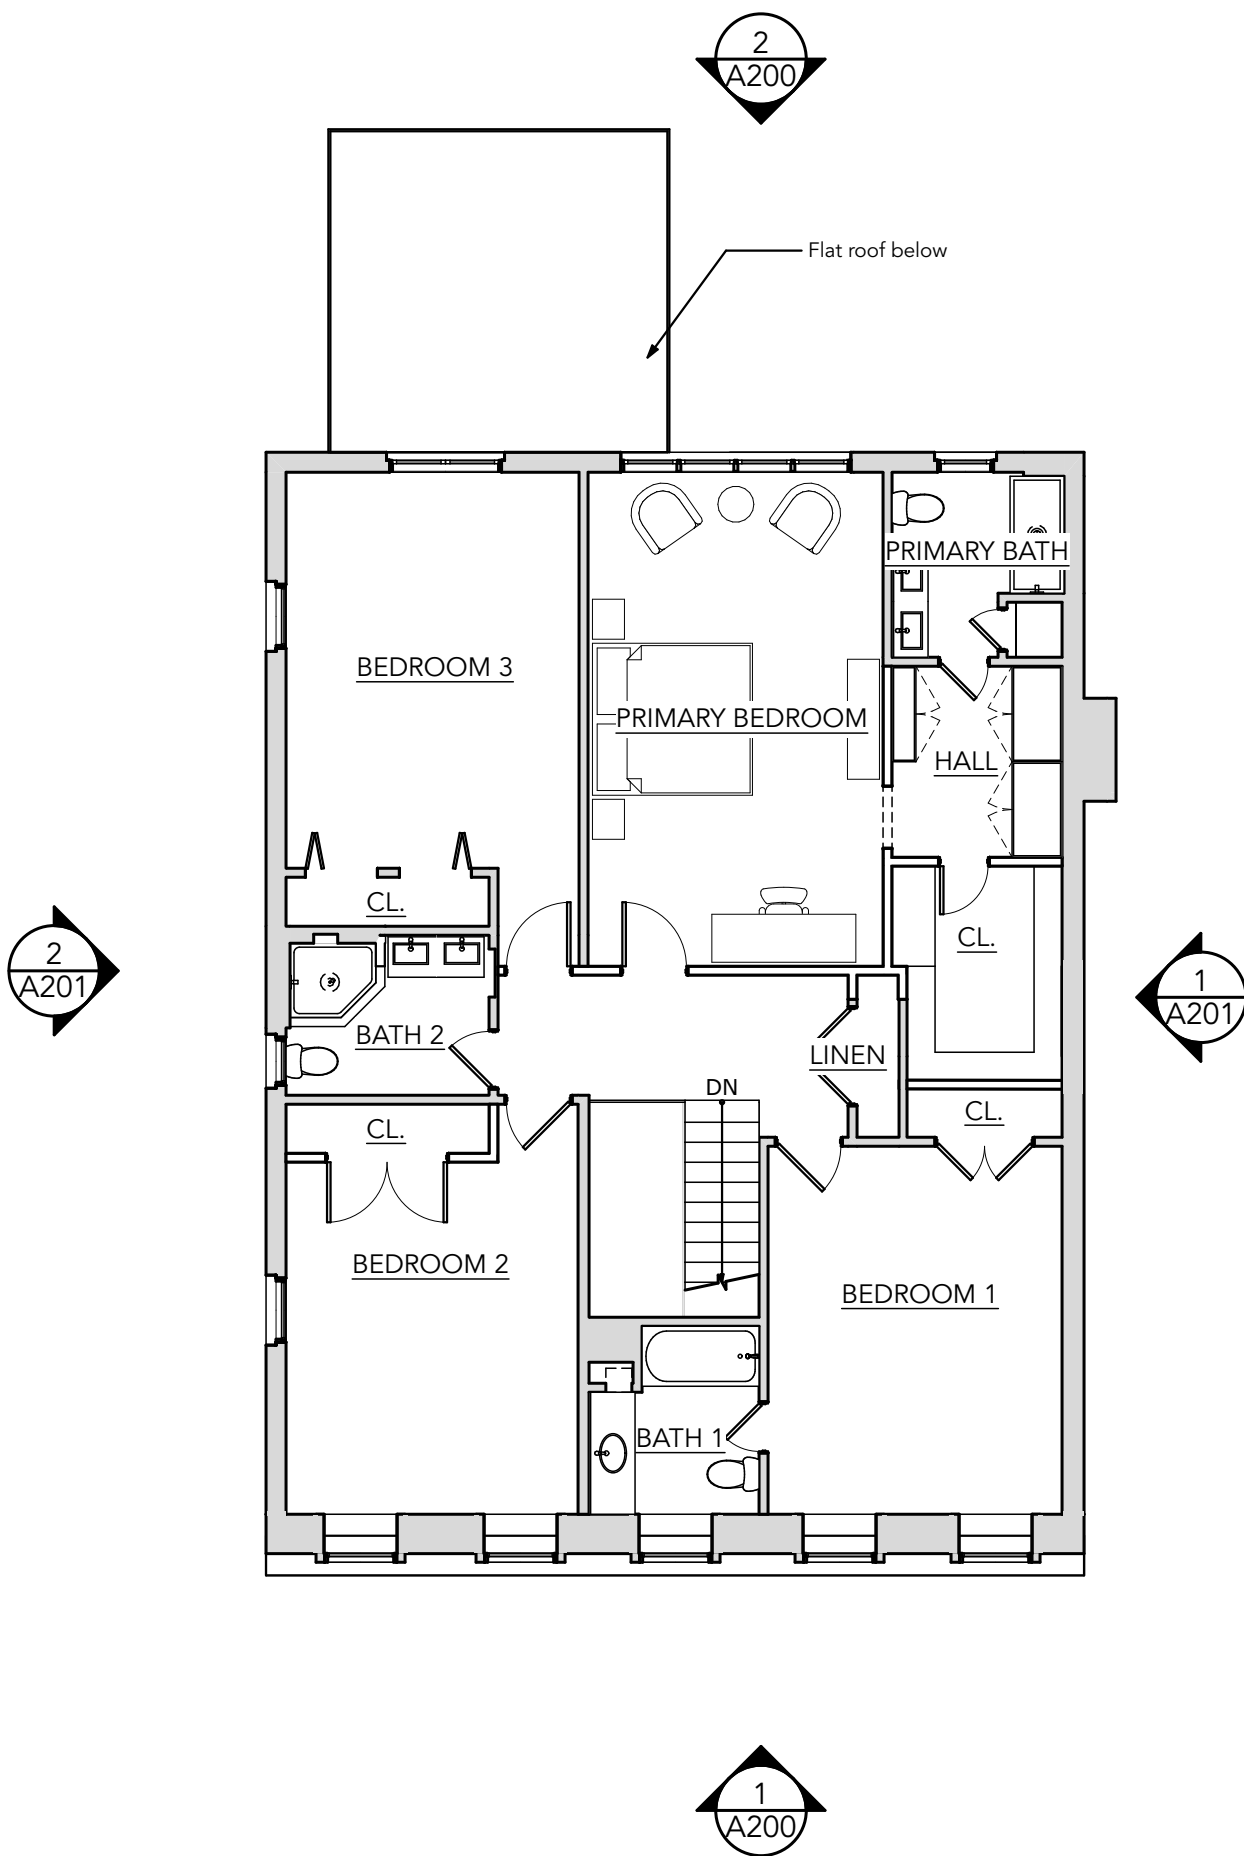 2
A200
Flat roof below
PRIMARY BATH
BEDROOM 3
PRIMARY BEDROOM
HALL
CL.
CL.
2
A201
1
A201
BATH 2
LINEN
DN
CL.
CL.
BEDROOM 2
BEDROOM 1
BATH 1
1
A200